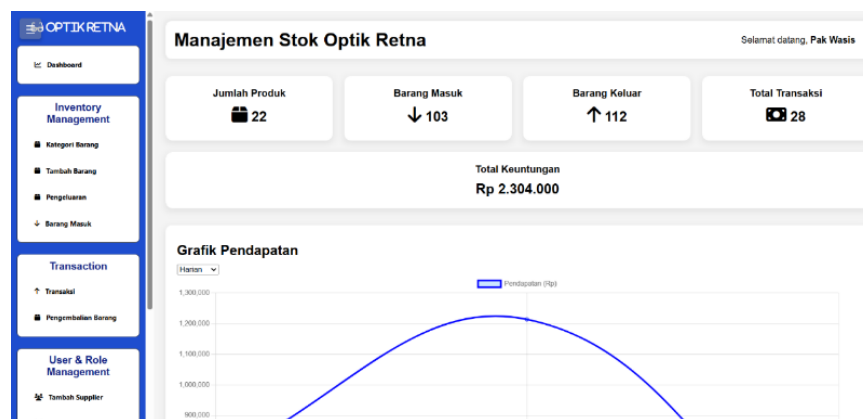 OPTIK RETNA
Dashboard
Inventory
Management
Kategori Barang
Tambah Barang
Pengeluaran
Barang Masuk
Transaction
Transaksi
Pengembalian Barang
User & Role
Management
Tambah Supplier
Manajemen Stok Optik Retna
Selamat datang, Pak Wasis
Jumlah Produk
22
Barang Masuk
103
Barang Keluar
112
Total Transaksi
28
Total Keuntungan
Rp 2.304.000
Grafik Pendapatan
Harian
Pendapatan (Rp)
1,300,000
1,200,000
1,100,000
1,000,000
900,000